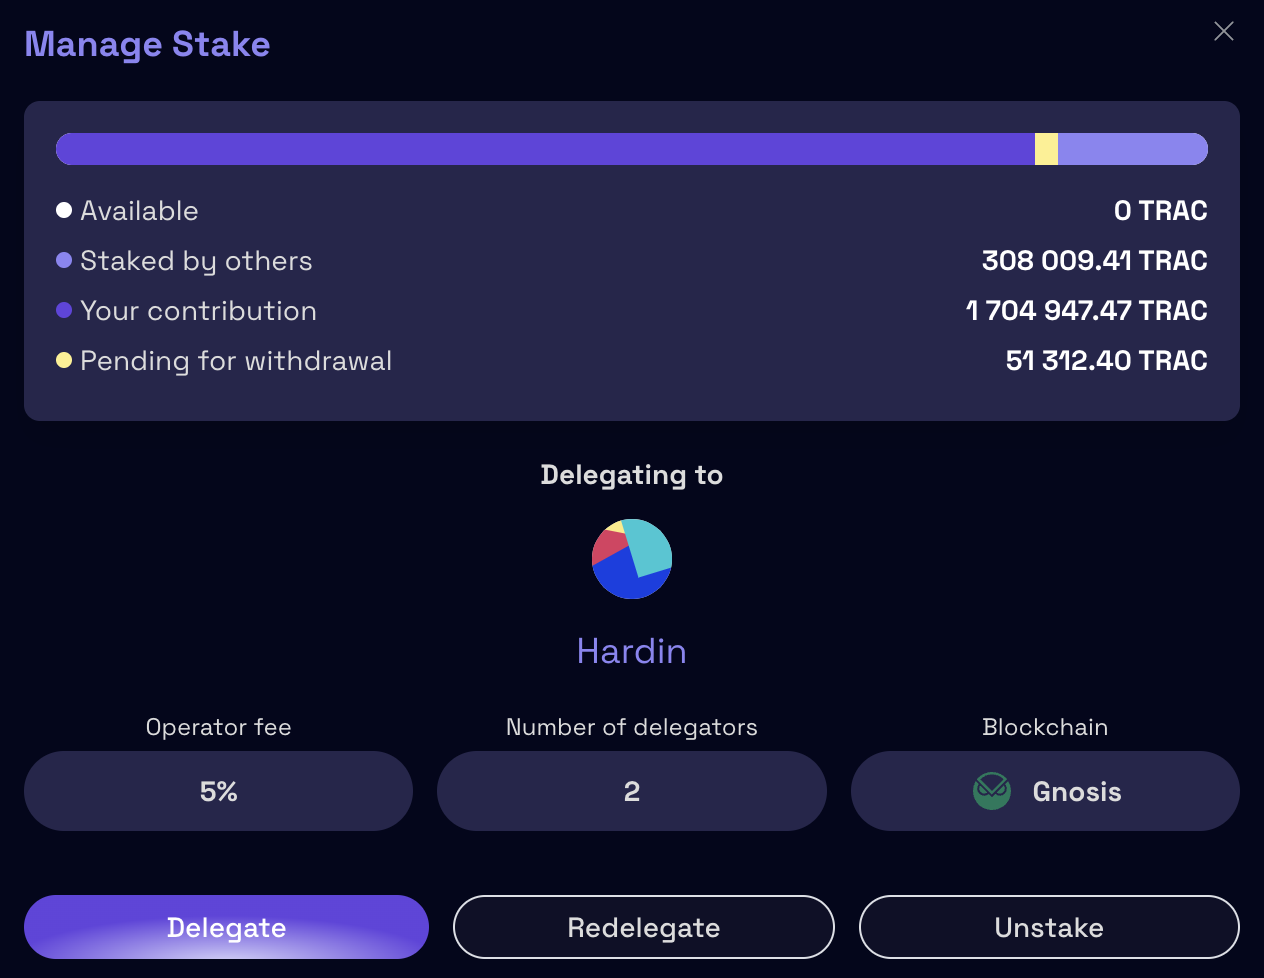 Manage Stake
Available 0 TRAC
Staked by others 308 009.41 TRAC
Your contribution 1 704 947.47 TRAC
Pending for withdrawal 51 312.40 TRAC
Delegating to
Hardin
Operator fee Number of delegators Blockchain
5% 2 Gnosis
Delegate Redelegate Unstake